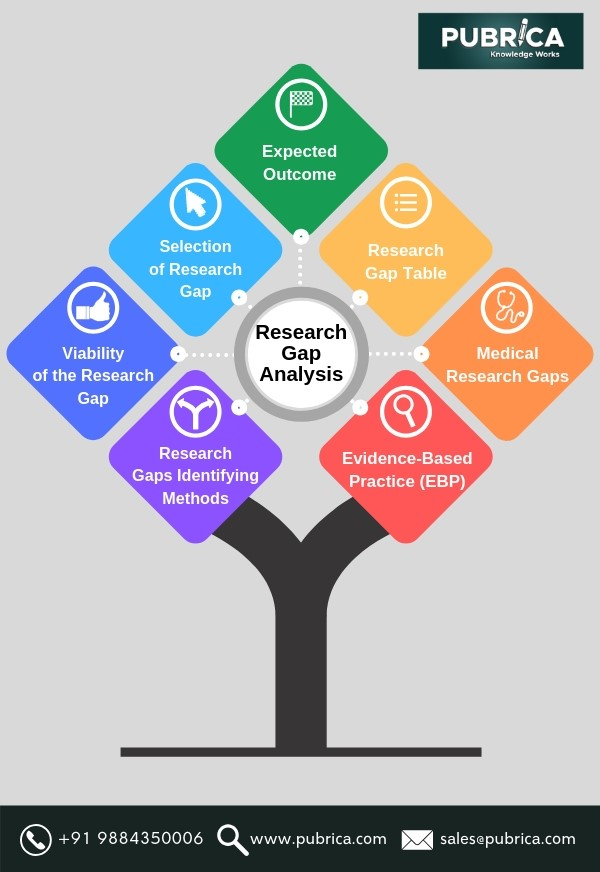 PUBRICA
Knowledge Works
Expected
Outcome
Selection
of Research
Gap
Research
Gap Table
Viability
of the Research
Gap
Research
Gap
Analysis
Medical
Research Gaps
Research
Gaps Identifying
Methods
Evidence-Based
Practice (EBP)
+91 9884350006 www.pubrica.com sales@pubrica.com